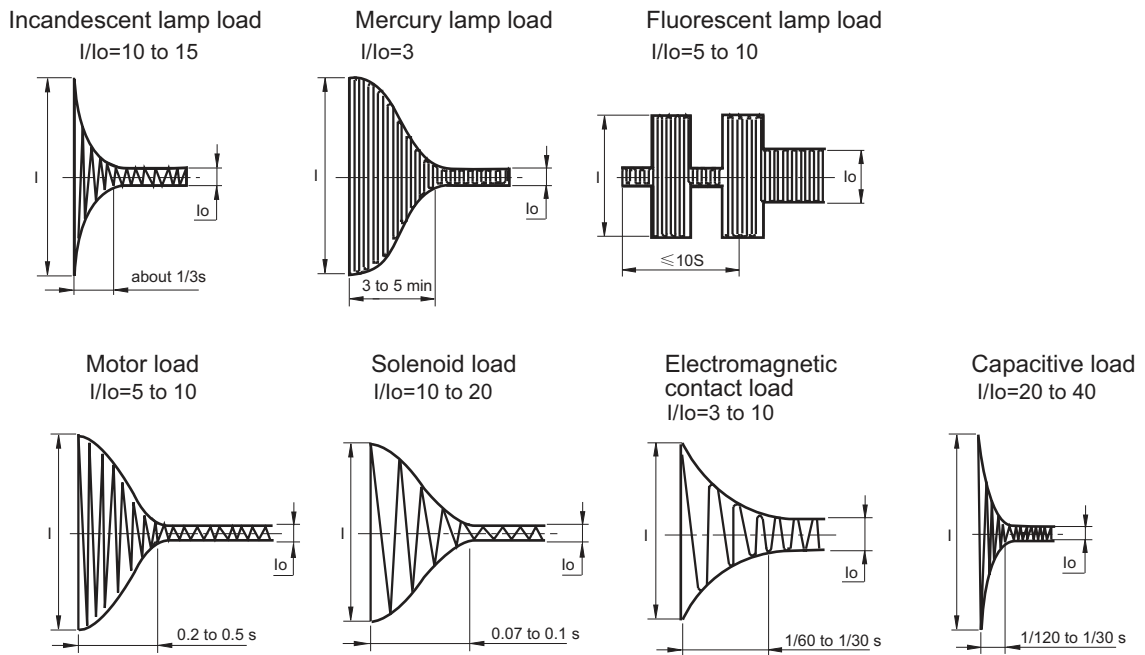 Incandescent lamp load
I/Io=10 to 15
I
Io
about 1/3s
Mercury lamp load
I/Io=3
I
Io
3 to 5 min
Fluorescent lamp load
I/Io=5 to 10
I
Io
≤10S
Motor load
I/Io=5 to 10
I
Io
0.2 to 0.5 s
Solenoid load
I/Io=10 to 20
I
Io
0.07 to 0.1 s
Electromagnetic
contact load
I/Io=3 to 10
I
Io
1/60 to 1/30 s
Capacitive load
I/Io=20 to 40
I
Io
1/120 to 1/30 s